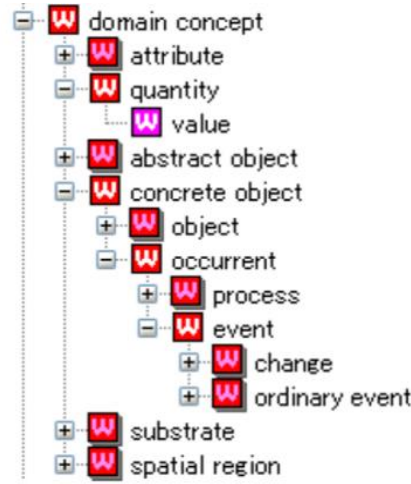 domain concept
attribute
quantity
value
abstract object
concrete object
object
occurrent
process
event
change
ordinary event
substrate
spatial region